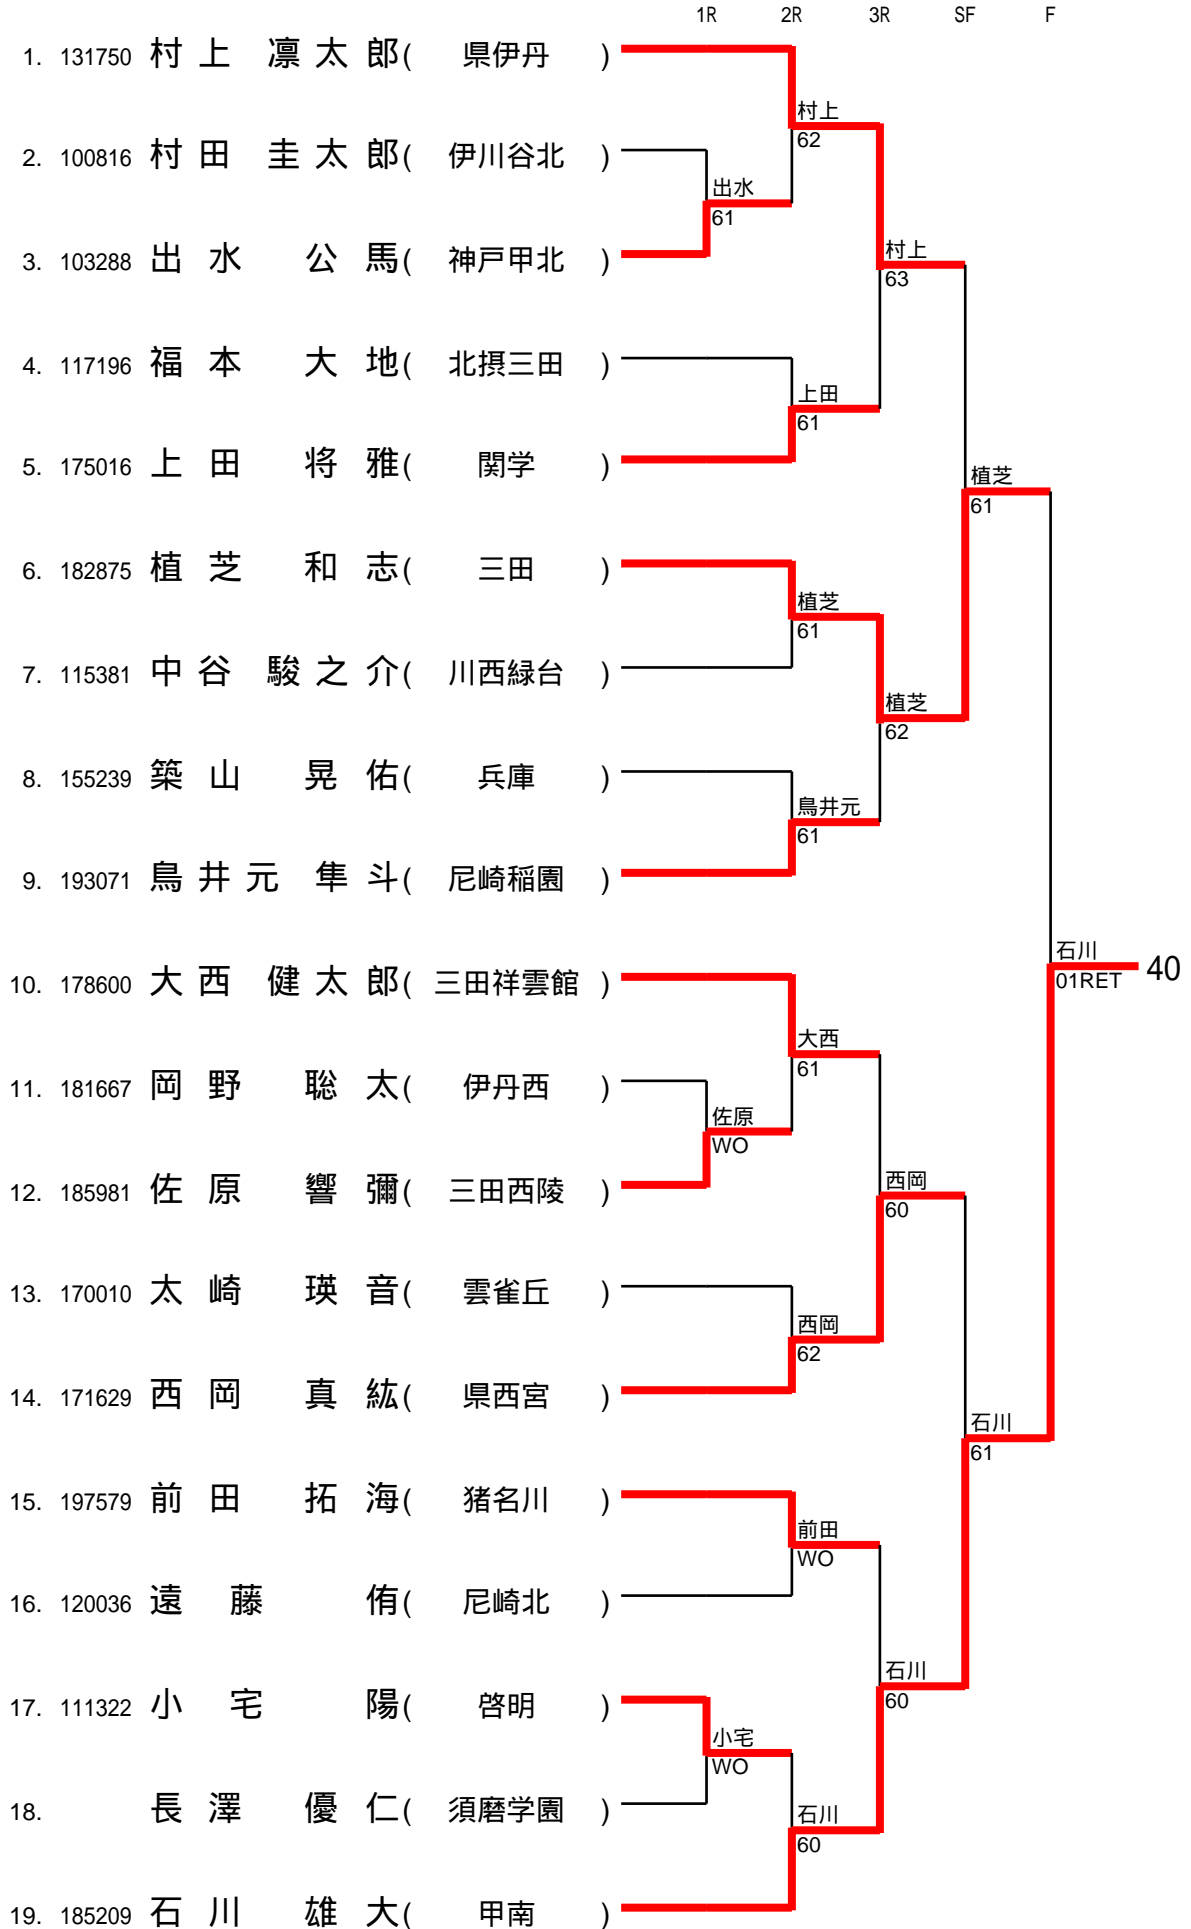 1R 2R 3R SF F
1. 131750 村上 凛太郎( 県伊丹 )
村上
62
2. 100816 村田 圭太郎( 伊川谷北 )
出水
61
3. 103288 出水 公馬( 神戸甲北 )
村上
63
4. 117196 福本 大地( 北摂三田 )
上田
61
5. 175016 上田 将雅( 関学 )
植芝
61
6. 182875 植芝 和志( 三田 )
植芝
61
7. 115381 中谷 駿之介( 川西緑台 )
植芝
62
8. 155239 築山 晃佑( 兵庫 )
鳥井元
61
9. 193071 鳥井元 隼斗( 尼崎稲園 )
石川
01RET 40
10. 178600 大西 健太郎( 三田祥雲館 )
大西
61
11. 181667 岡野 聡太( 伊丹西 )
佐原
WO
12. 185981 佐原 響彌( 三田西陵 )
西岡
60
13. 170010 太崎 瑛音( 雲雀丘 )
西岡
62
14. 171629 西岡 真紘( 県西宮 )
石川
61
15. 197579 前田 拓海( 猪名川 )
前田
WO
16. 120036 遠藤 侑( 尼崎北 )
石川
60
17. 111322 小宅 陽( 啓明 )
小宅
WO
18. 長澤 優仁( 須磨学園 )
石川
60
19. 185209 石川 雄大( 甲南 )